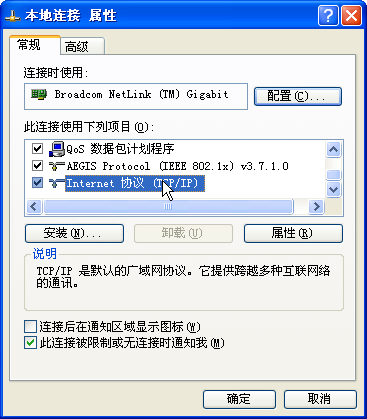 本地连接 属性
常规
高级
连接时使用:
Broadcom NetLink (TM) Gigabit
配置(C)...
此连接使用下列项目(O):
QoS 数据包计划程序
AEGIS Protocol (IEEE 802.1x) v3.7.1.0
Internet 协议 (TCP/IP)
安装(N)...
卸载(U)
属性(R)
说明
TCP/IP 是默认的广域网协议。它提供跨越多种互联网络
的通讯。
连接后在通知区域显示图标(W)
此连接被限制或无连接时通知我(M)
确定
取消